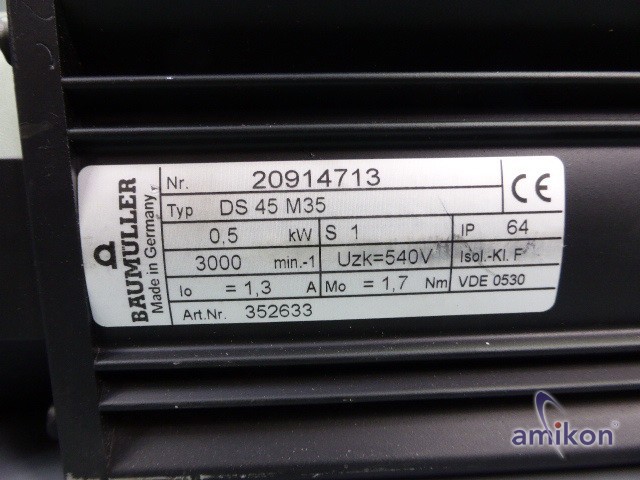 BAUMULLER
Made in Germany
Nr. 20914713
Typ DS 45 M35
0,5 kW S 1 IP 64
3000 min.-1 Uzk=540V Isol.-Kl. F
Io = 1,3 A Mo = 1,7 Nm VDE 0530
Art.Nr. 352633
CE
amikon